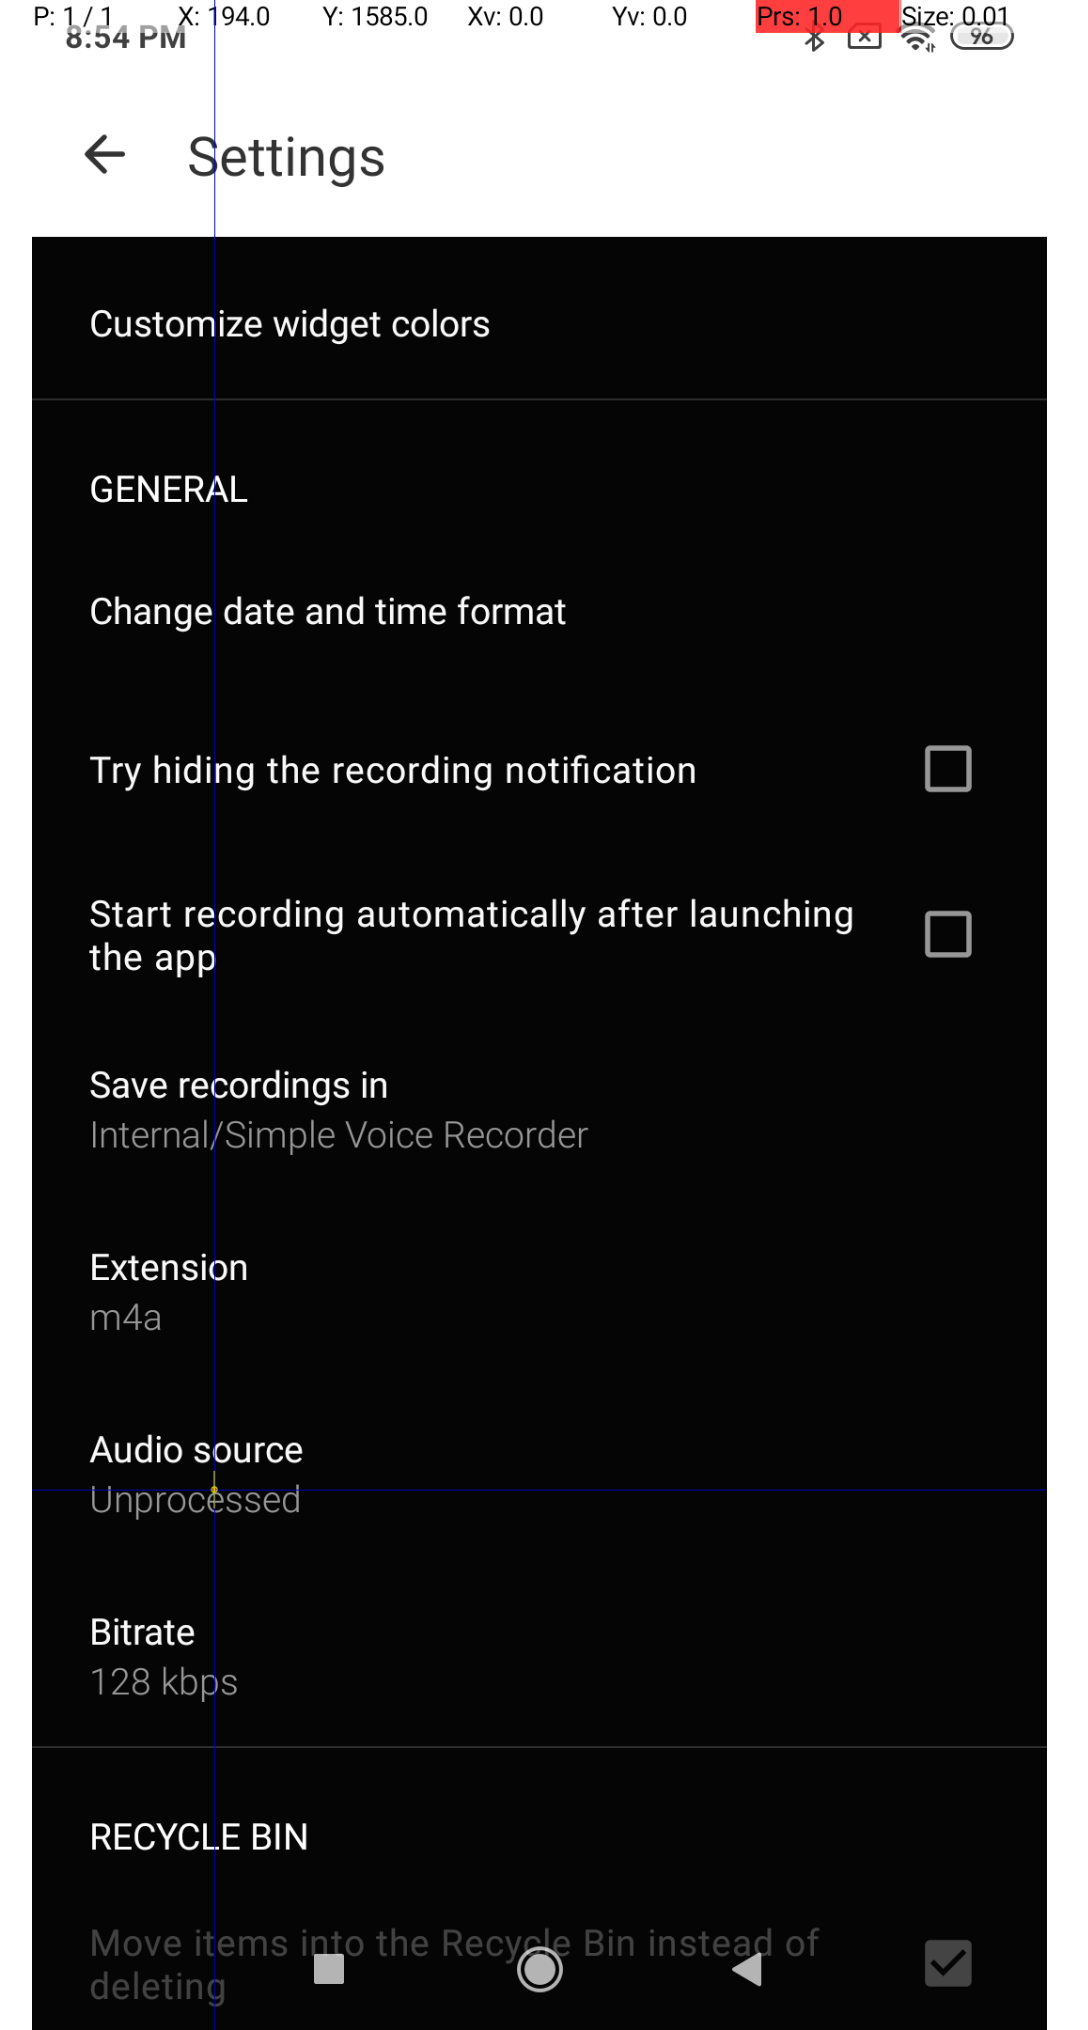 P: 1 / 1 X: 194.0 Y: 1585.0 Xv: 0.0 Yv: 0.0 Prs: 1.0 Size: 0.01
8:54 PM 96
Settings
Customize widget colors
GENERAL
Change date and time format
Try hiding the recording notification
Start recording automatically after launching
the app
Save recordings in
Internal/Simple Voice Recorder
Extension
m4a
Audio source
Unprocessed
Bitrate
128 kbps
RECYCLE BIN
Move items into the Recycle Bin instead of
deleting